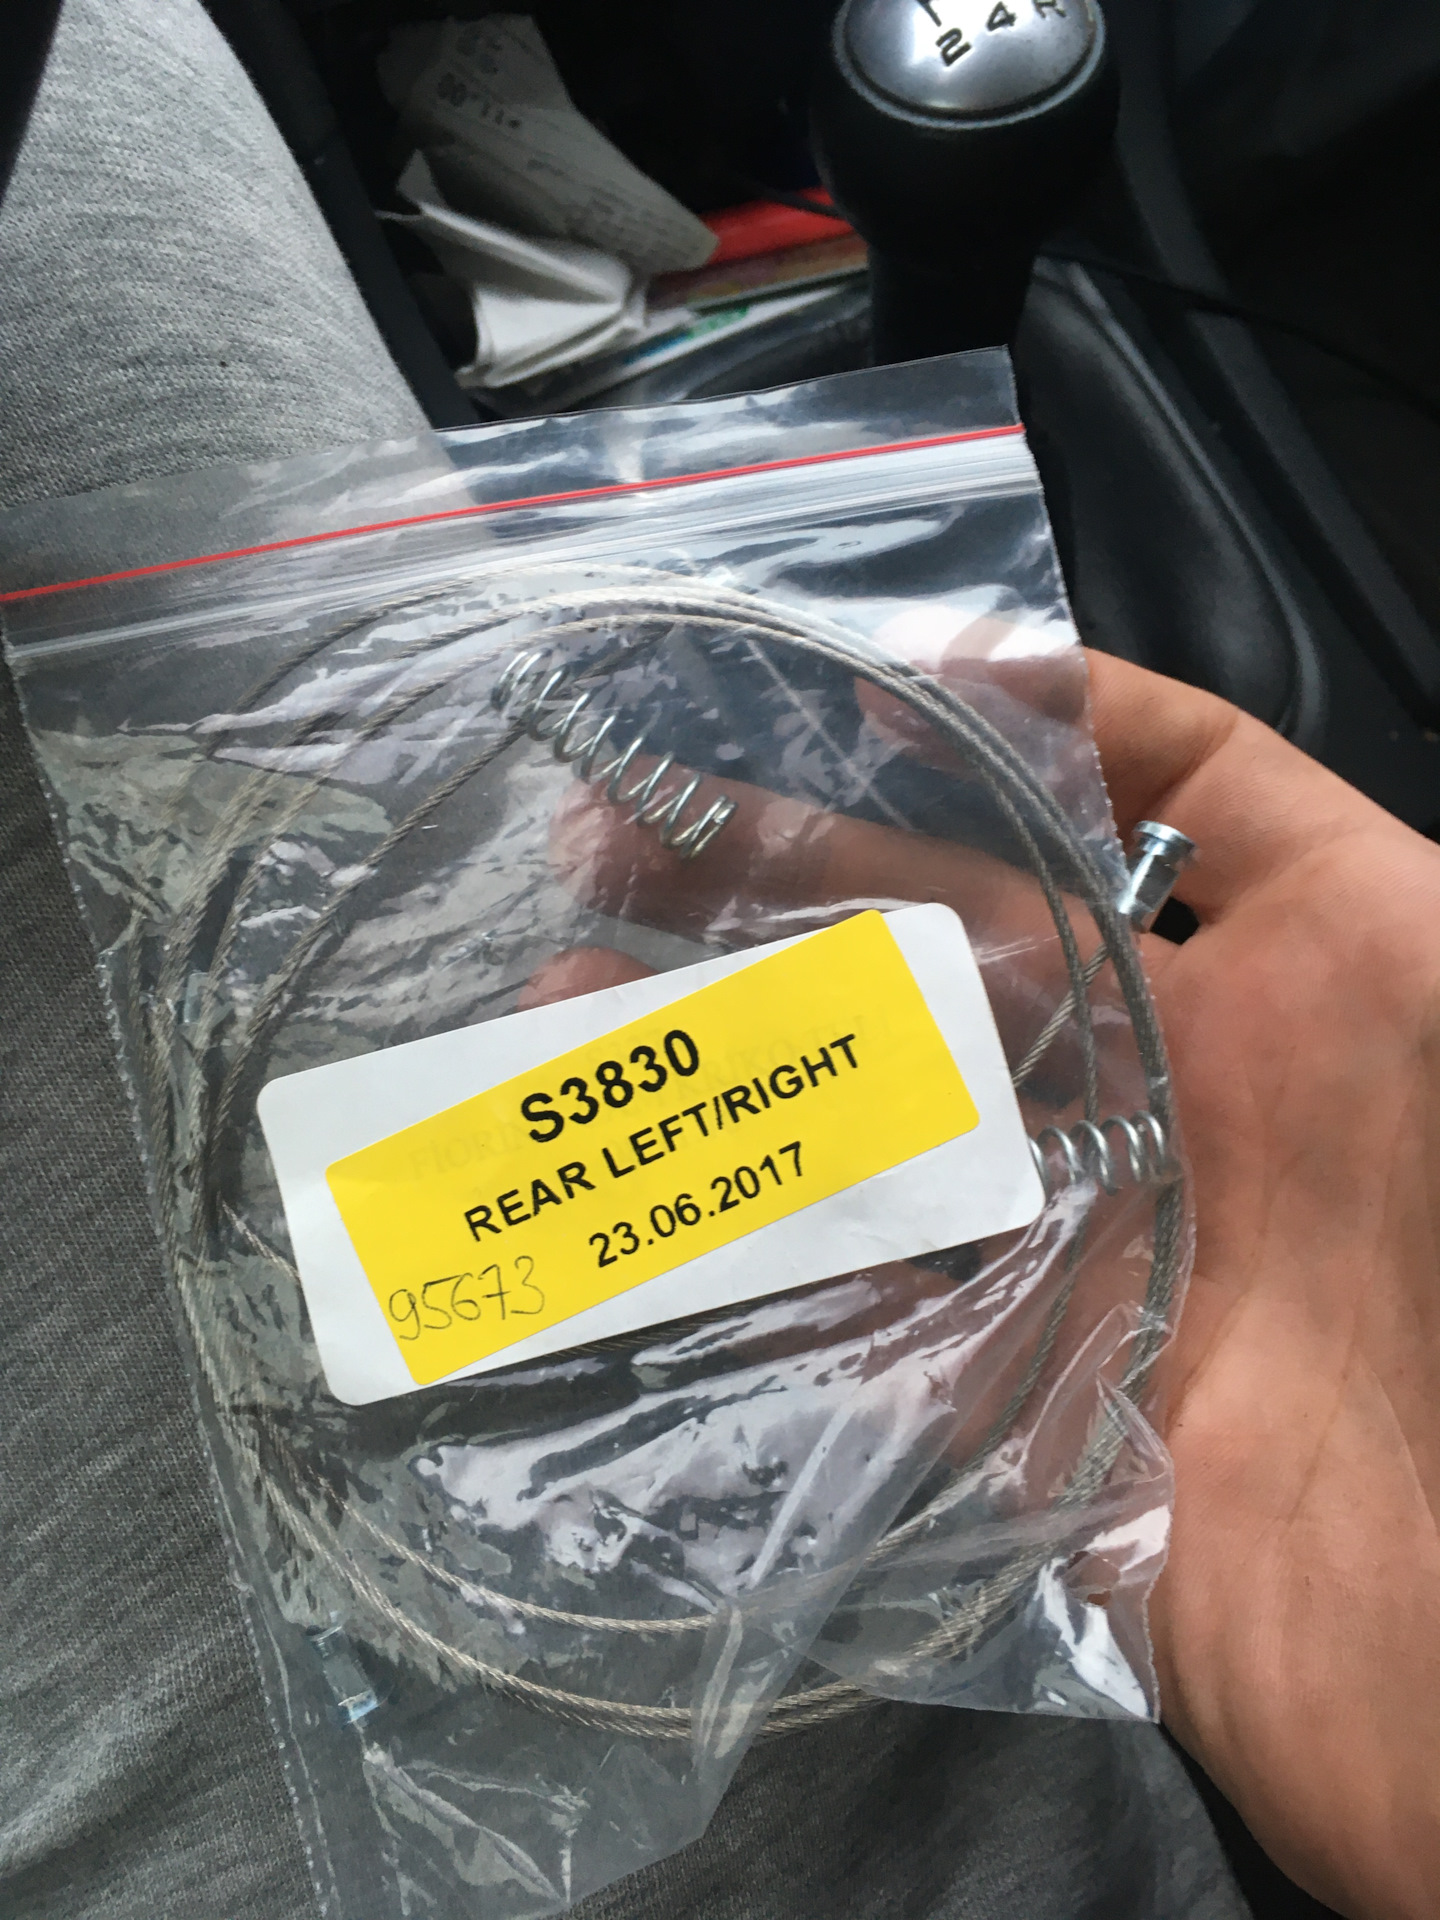 2 4 R
S3830
REAR LEFT/RIGHT
23.06.2017
95673